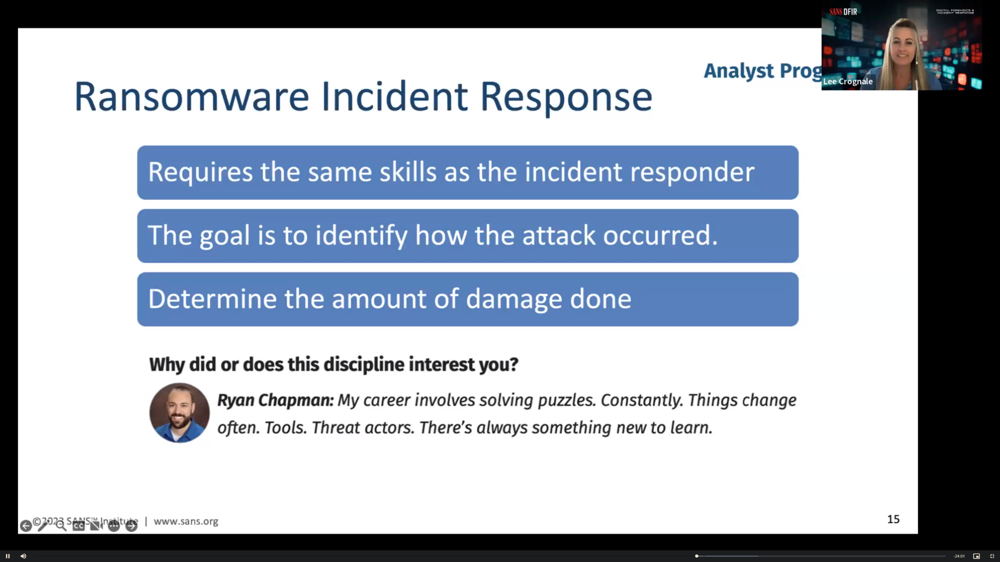 SANS DFIR
DIGITAL FORENSICS &
INCIDENT RESPONSE
Lee Crognale
Analyst Prog
Ransomware Incident Response
Requires the same skills as the incident responder
The goal is to identify how the attack occurred.
Determine the amount of damage done
Why did or does this discipline interest you?
Ryan Chapman: My career involves solving puzzles. Constantly. Things change
often. Tools. Threat actors. There’s always something new to learn.
©2023 SANS™ Institute | www.sans.org
CC
15
-24:01